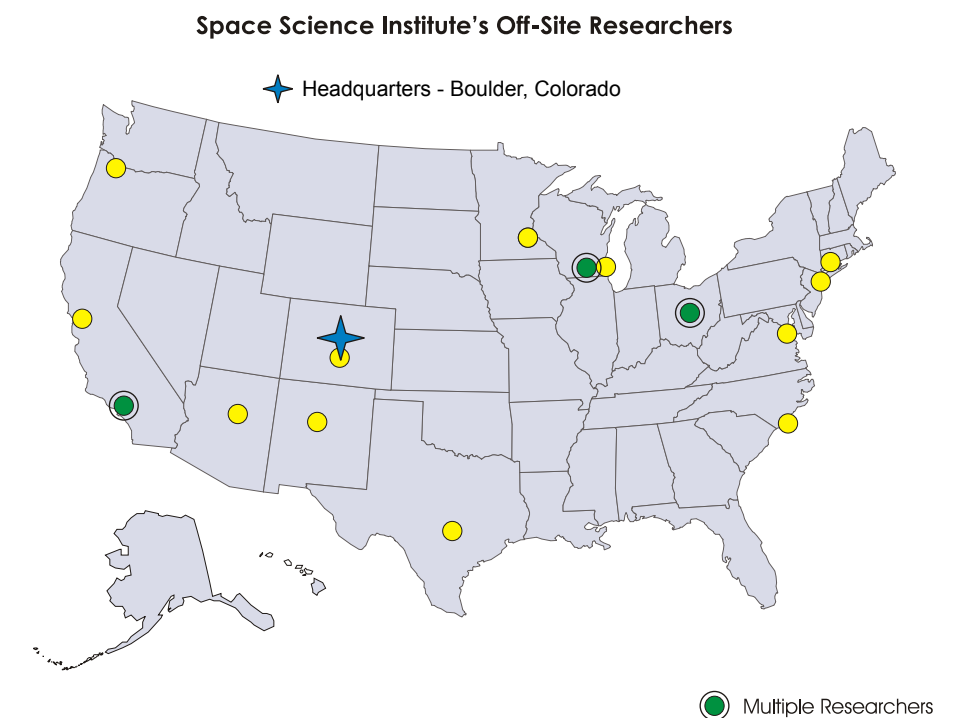 Space Science Institute's Off-Site Researchers
Headquarters - Boulder, Colorado
Multiple Researchers